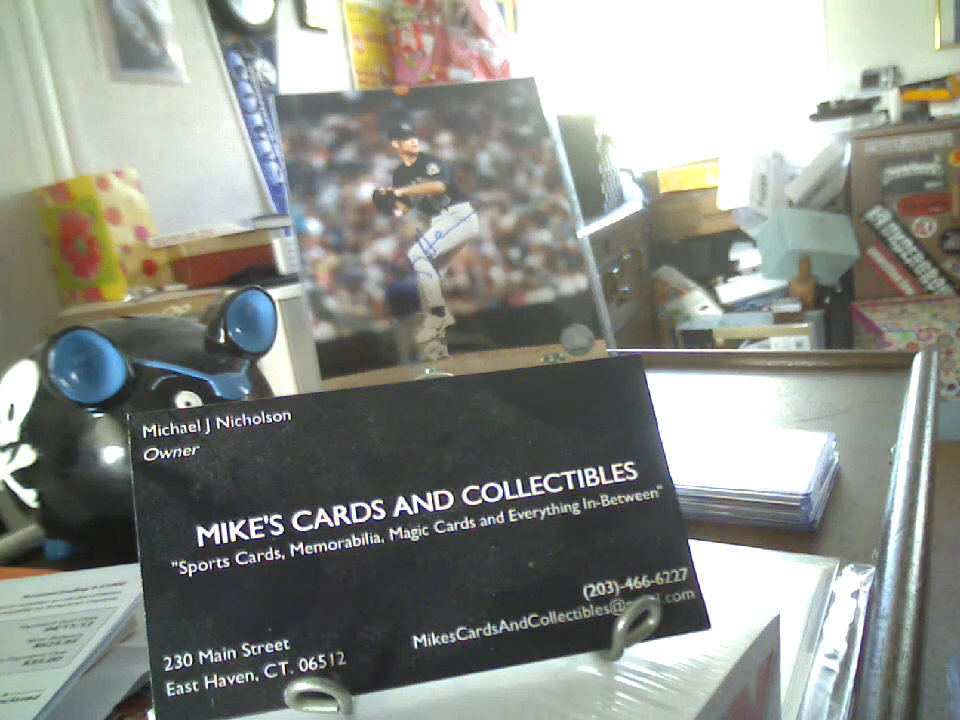 Michael J Nicholson
Owner
MIKE'S CARDS AND COLLECTIBLES
"Sports Cards, Memorabilia, Magic Cards and Everything In-Between"
(203)-466-6227
MikesCardsAndCollectibles@ .com
230 Main Street
East Haven, CT. 06512